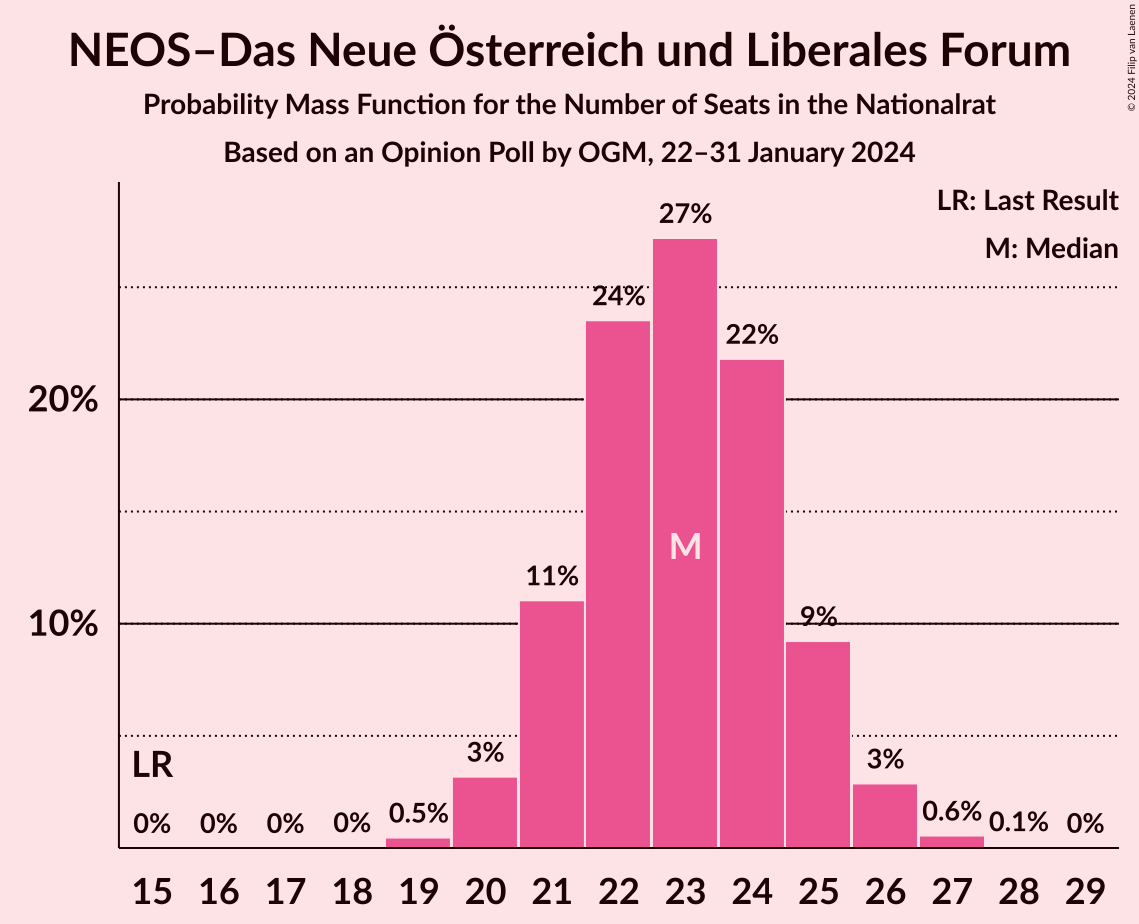 NEOS–Das Neue Österreich und Liberales Forum
Probability Mass Function for the Number of Seats in the Nationalrat
Based on an Opinion Poll by OGM, 22–31 January 2024
© 2024 Filip van Laenen
LR: Last Result
M: Median
27%
24%
22%
20%
M
11%
9%
10%
3%
3%
LR
0%
0%
0%
0%
0.5%
0.6%
0.1%
0%
15 16 17 18 19 20 21 22 23 24 25 26 27 28 29